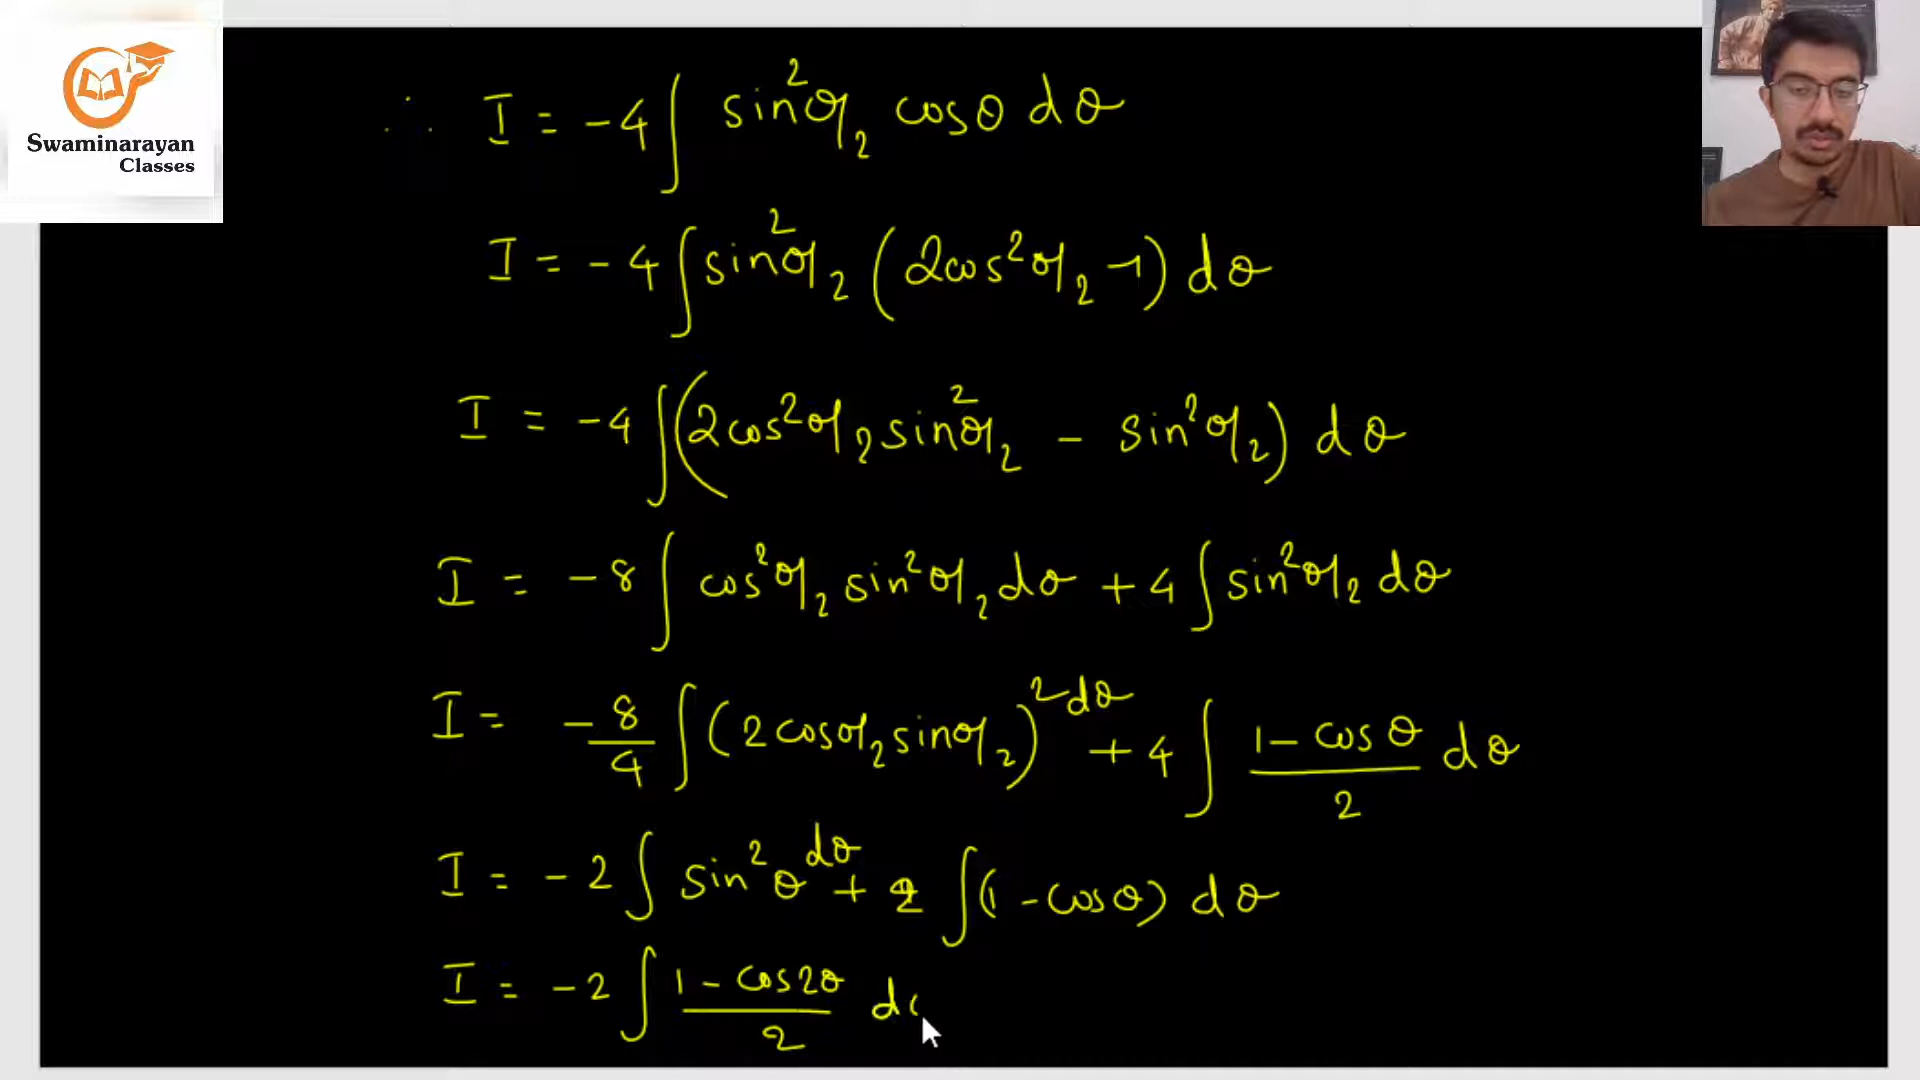 Swaminarayan
Classes
∴ I = -4∫ sin²θ/2 cosθ dθ
I = -4∫sin²θ/2 (2cos²θ/2 -1) dθ
I = -4∫(2cos²θ/2 sin²θ/2 - sin²θ/2) dθ
I = -8∫ cos²θ/2 sin²θ/2 dθ + 4∫sin²θ/2 dθ
I = -8/4 ∫(2cosθ/2 sinθ/2)² dθ + 4∫ (1-cosθ)/2 dθ
I = -2∫ sin²θ dθ + 2∫(1-cosθ) dθ
I = -2∫ (1-cos2θ)/2 d